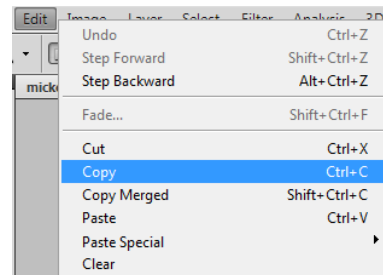 Edit Image Layer Select Filter Analysis 3D
Undo Ctrl+Z
Step Forward Shift+Ctrl+Z
Step Backward Alt+Ctrl+Z
Fade... Shift+Ctrl+F
Cut Ctrl+X
Copy Ctrl+C
Copy Merged Shift+Ctrl+C
Paste Ctrl+V
Paste Special
Clear